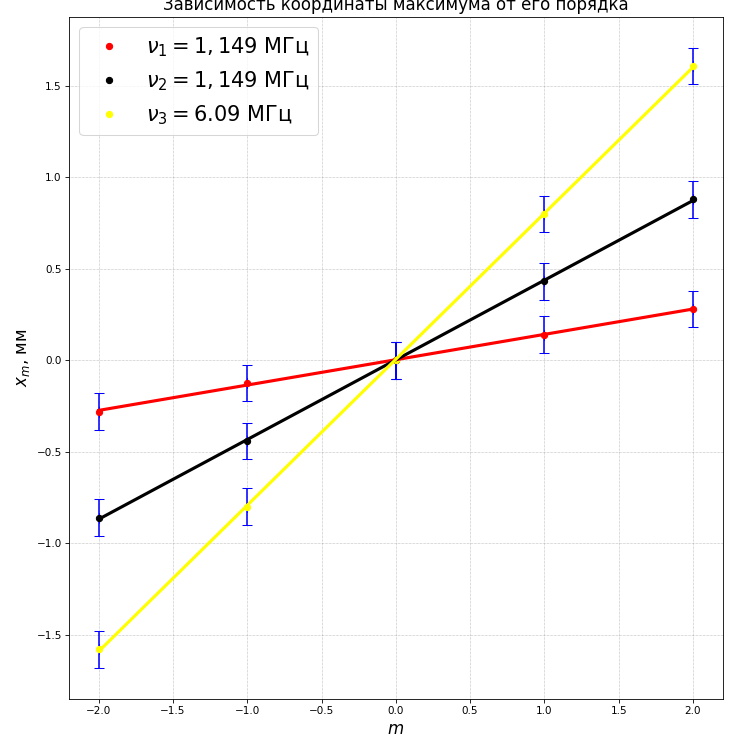 Зависимость координаты максимума от его порядка
ν₁ = 1, 149 МГц
ν₂ = 1, 149 МГц
ν₃ = 6.09 МГц
1.5
1.0
0.5
0.0
−0.5
−1.0
−1.5
xₘ, мм
−2.0 −1.5 −1.0 −0.5 0.0 0.5 1.0 1.5 2.0
m